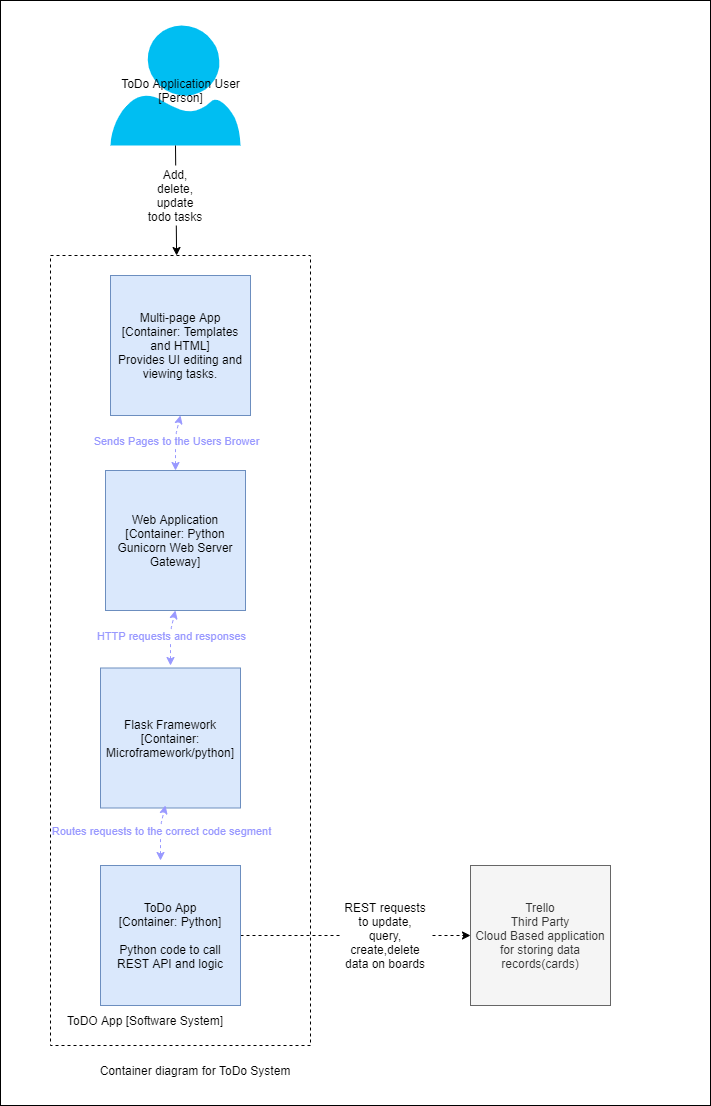 ToDo Application User
[Person]
Add,
delete,
update
todo tasks
Multi-page App
[Container: Templates
and HTML]
Provides UI editing and
viewing tasks.
Sends Pages to the Users Brower
Web Application
[Container: Python
Gunicorn Web Server
Gateway]
HTTP requests and responses
Flask Framework
[Container:
Microframework/python]
Routes requests to the correct code segment
ToDo App
[Container: Python]
Python code to call
REST API and logic
REST requests
to update,
query,
create,delete
data on boards
Trello
Third Party
Cloud Based application
for storing data
records(cards)
ToDO App [Software System]
Container diagram for ToDo System